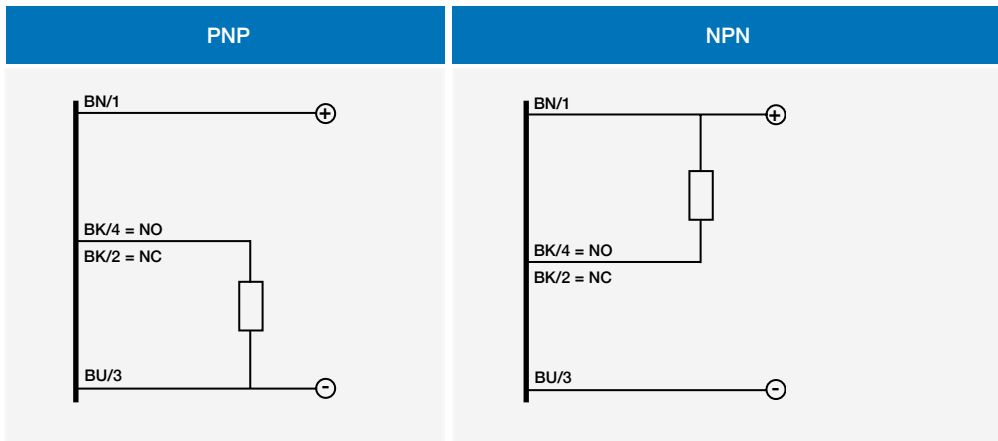 PNP
BN/1
+
BK/4 = NO
BK/2 = NC
BU/3
-
NPN
BN/1
+
BK/4 = NO
BK/2 = NC
BU/3
-